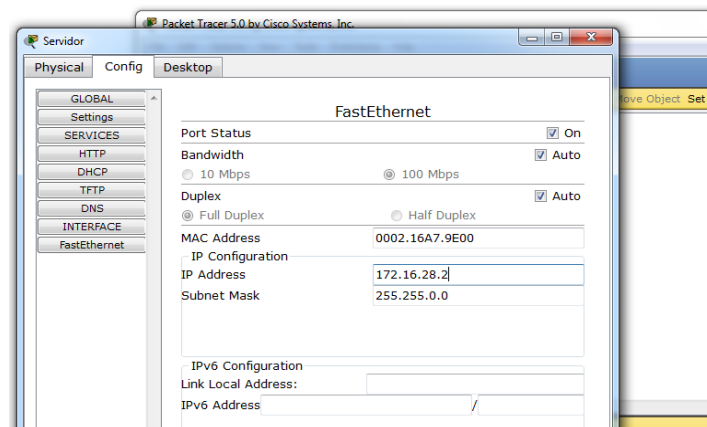 Packet Tracer 5.0 by Cisco Systems, Inc.
Servidor
Physical Config Desktop
Move Object Set
GLOBAL
Settings
SERVICES
HTTP
DHCP
TFTP
DNS
INTERFACE
FastEthernet
FastEthernet
Port Status On
Bandwidth Auto
10 Mbps 100 Mbps
Duplex Auto
Full Duplex Half Duplex
MAC Address 0002.16A7.9E00
IP Configuration
IP Address 172.16.28.2
Subnet Mask 255.255.0.0
IPv6 Configuration
Link Local Address:
IPv6 Address /